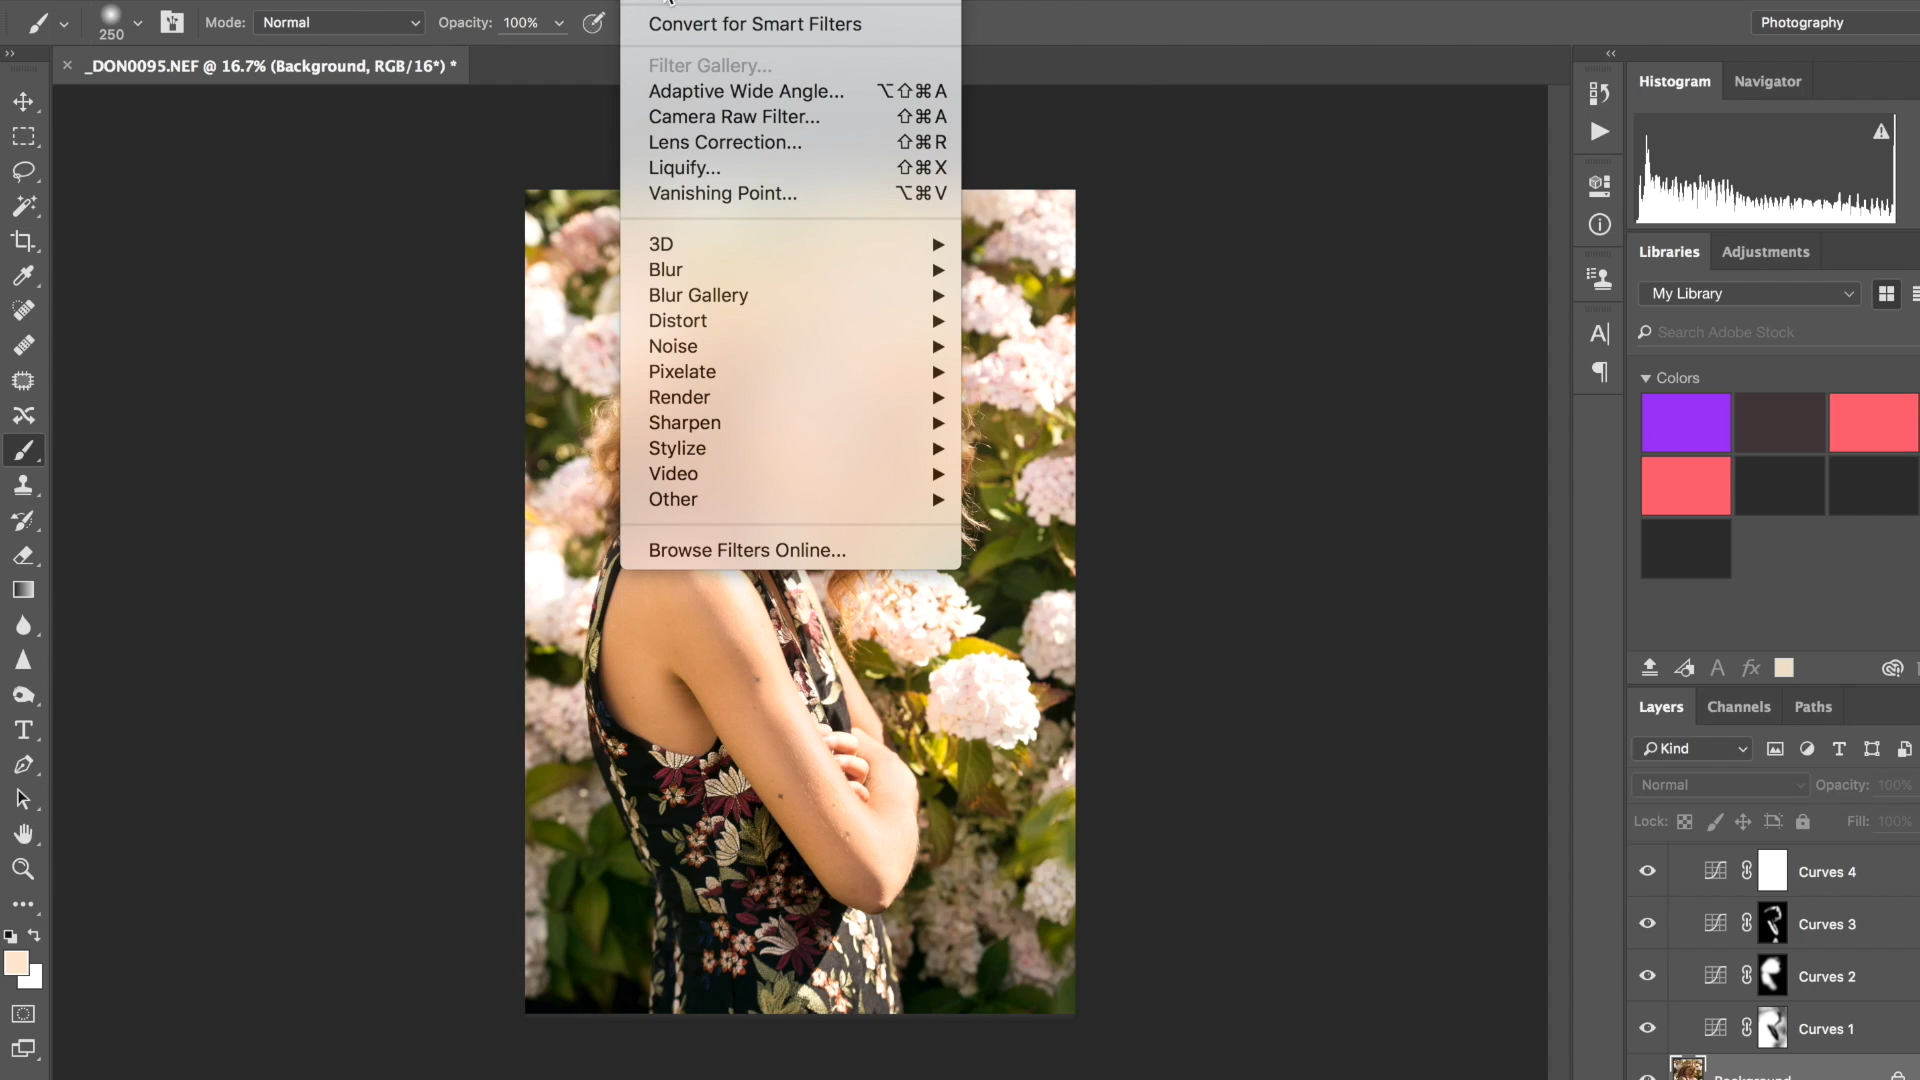 250
Mode:
Normal
Opacity:
100%
Photography
_DON0095.NEF @ 16.7% (Background, RGB/16*) *
Convert for Smart Filters
Filter Gallery...
Adaptive Wide Angle... ⌥⇧⌘A
Camera Raw Filter... ⇧⌘A
Lens Correction... ⇧⌘R
Liquify... ⇧⌘X
Vanishing Point... ⌥⌘V
3D
Blur
Blur Gallery
Distort
Noise
Pixelate
Render
Sharpen
Stylize
Video
Other
Browse Filters Online...
Histogram
Navigator
Libraries
Adjustments
My Library
Search Adobe Stock
Colors
Layers
Channels
Paths
Kind
Normal
Opacity: 100%
Lock:
Fill: 100%
Curves 4
Curves 3
Curves 2
Curves 1
Background